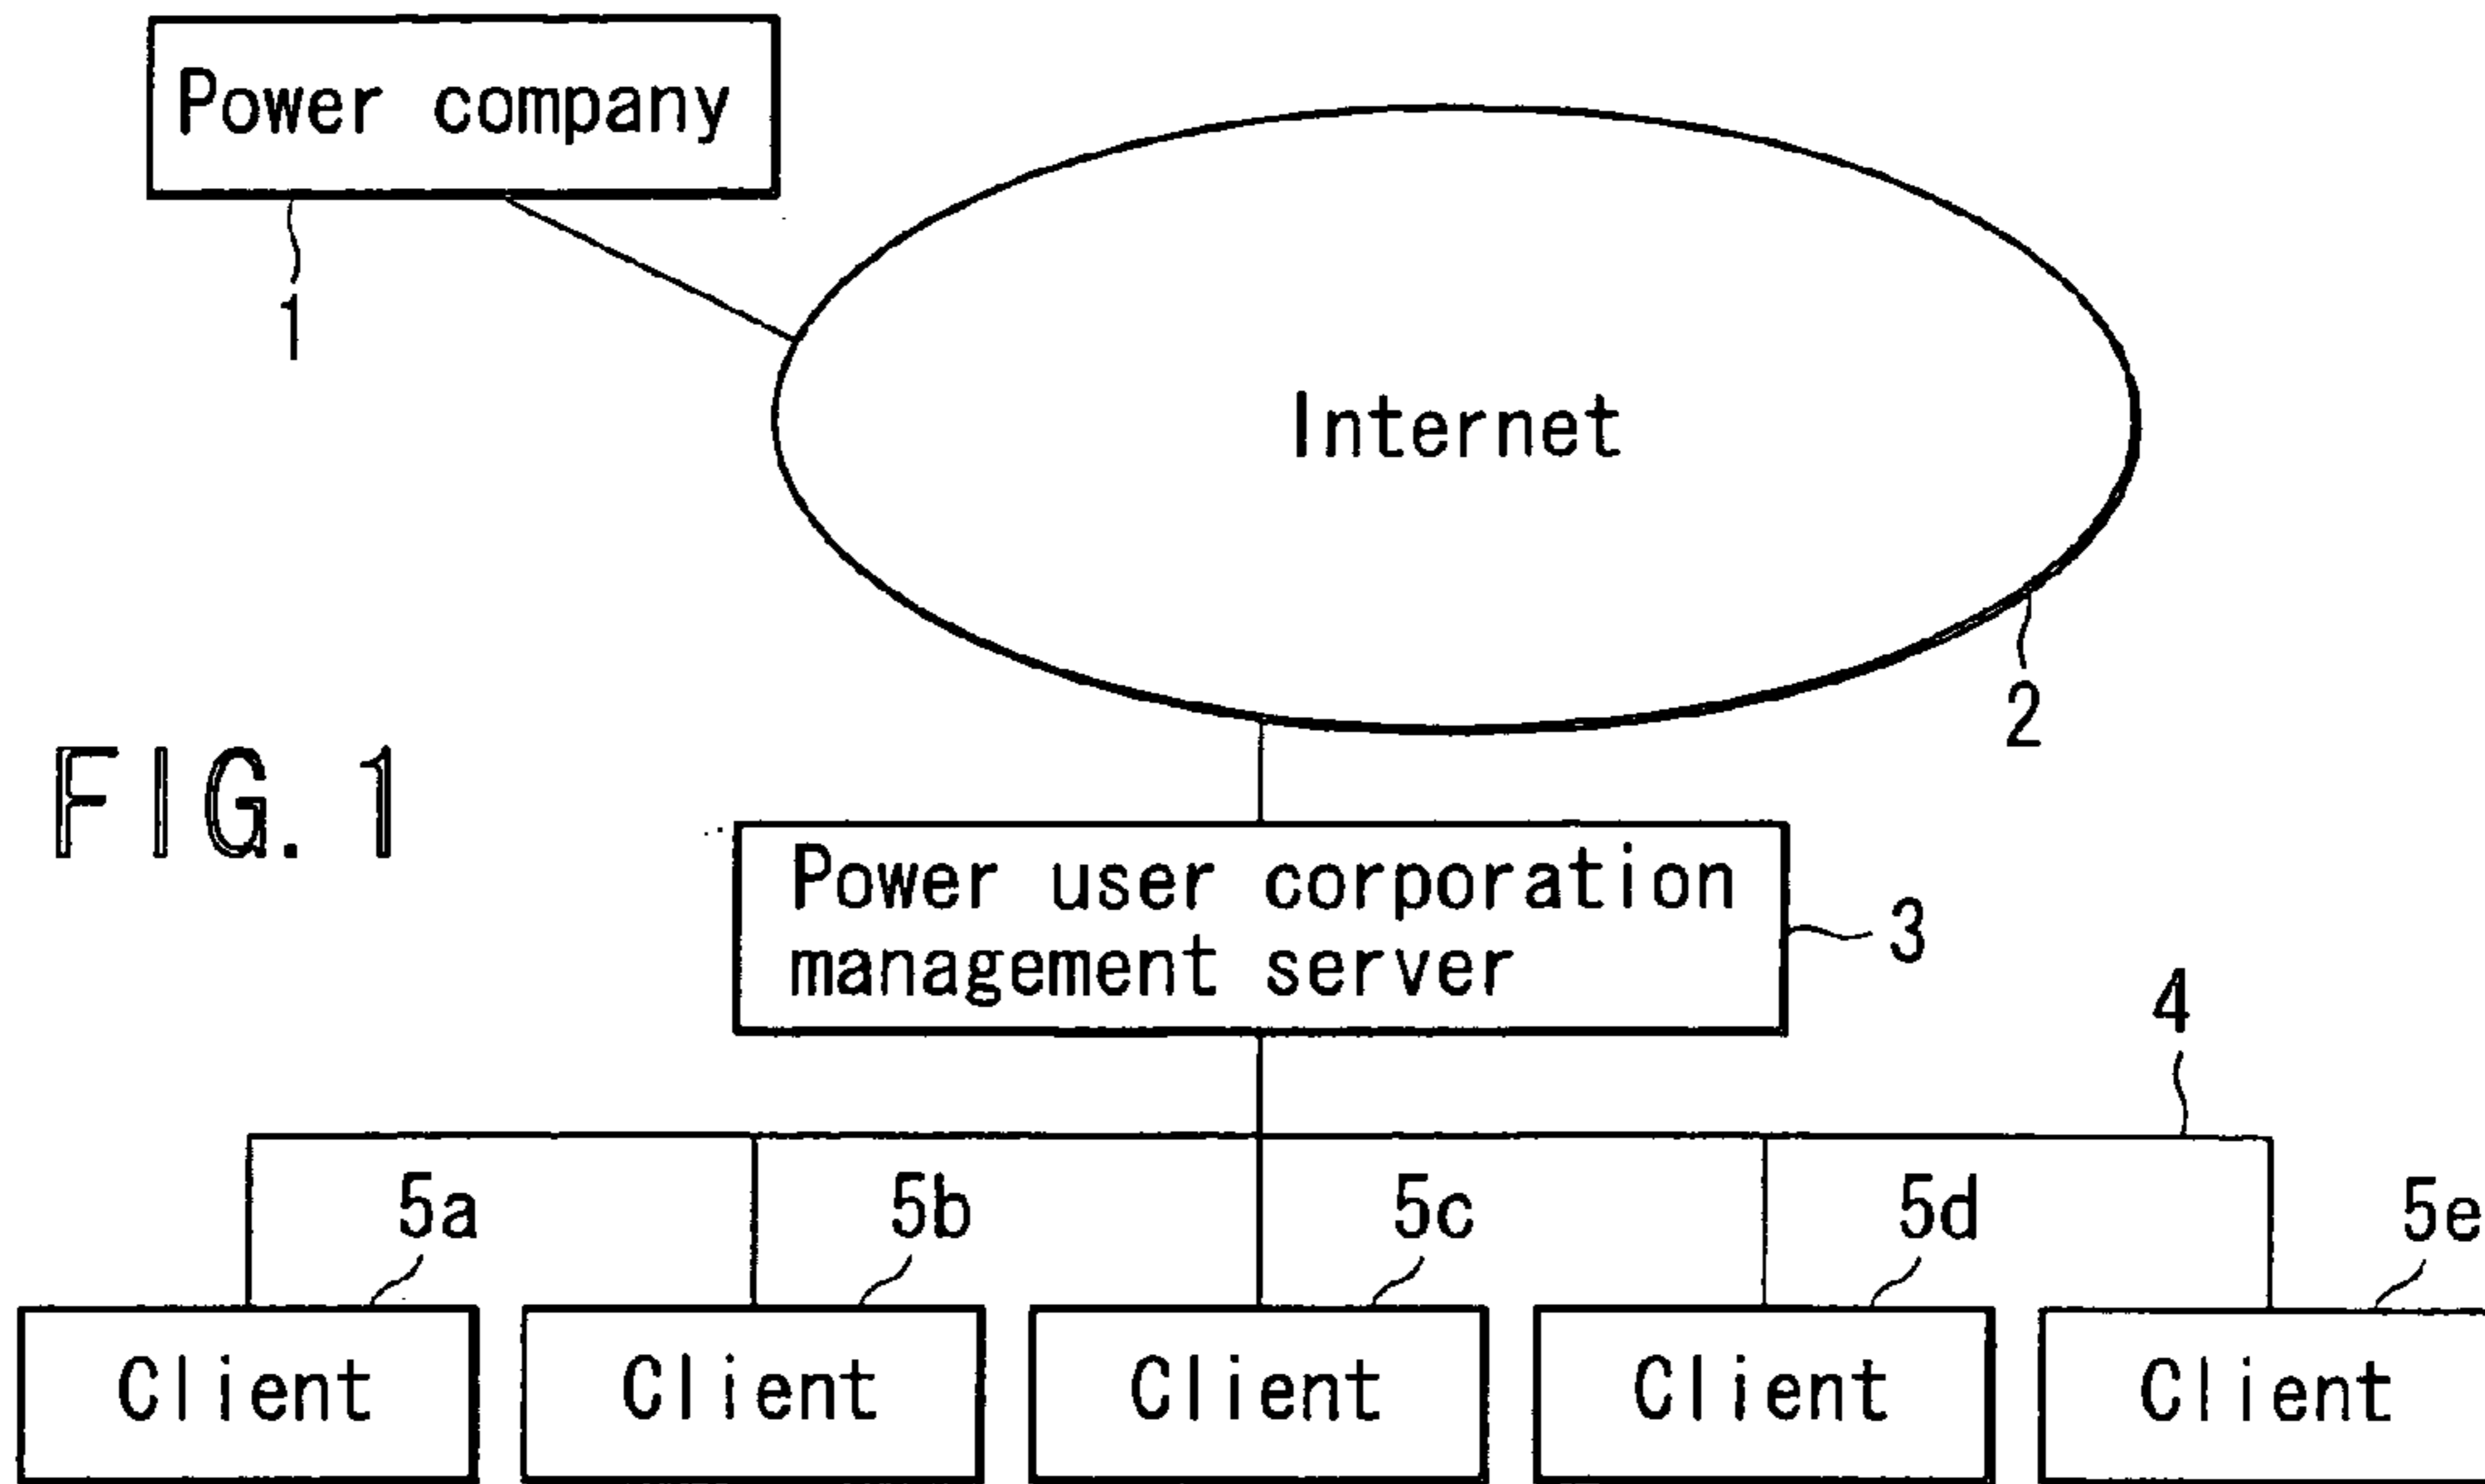 Power company
1
Internet
2
FIG. 1
Power user corporation
management server
3
4
5a
5b
5c
5d
5e
Client
Client
Client
Client
Client